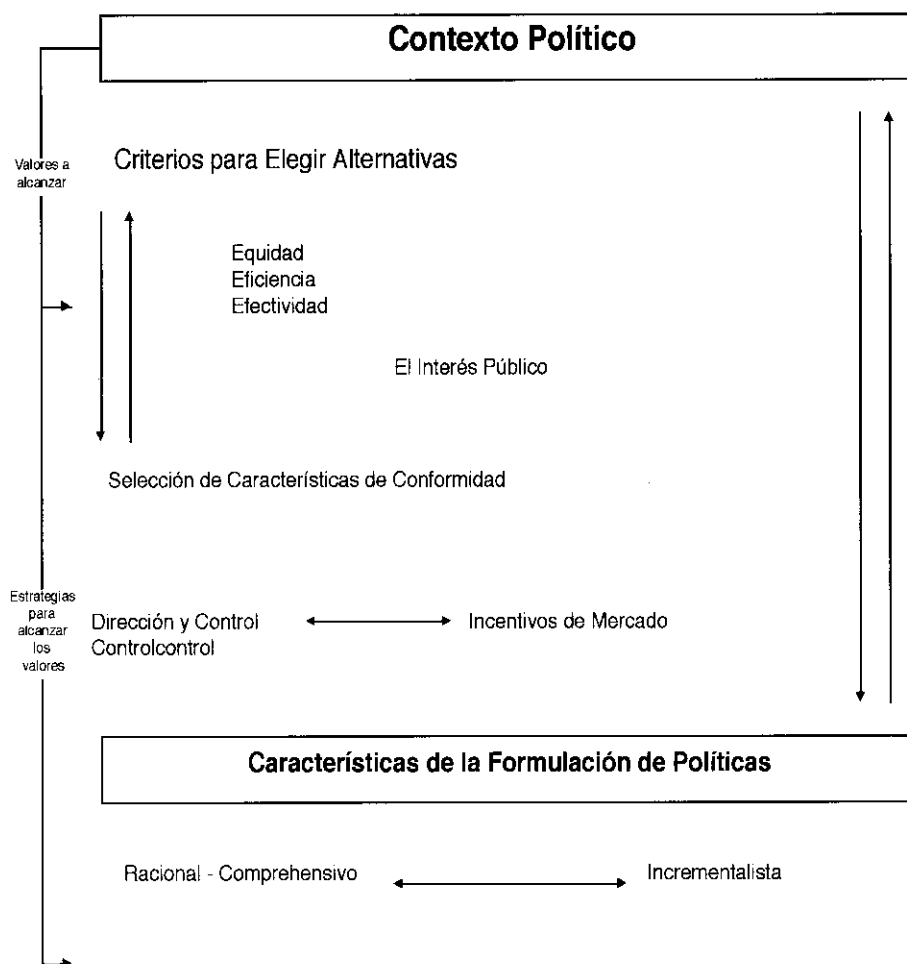 Contexto Político
Valores a
alcanzar
Criterios para Elegir Alternativas
Equidad
Eficiencia
Efectividad
El Interés Público
Selección de Características de Conformidad
Estrategias
para
alcanzar
los
valores
Dirección y Control
Controlcontrol
Incentivos de Mercado
Características de la Formulación de Políticas
Racional - Comprehensivo
Incrementalista